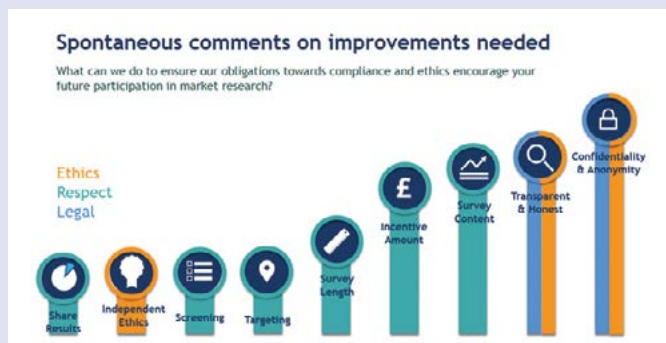 Spontaneous comments on improvements needed
What can we do to ensure our obligations towards compliance and ethics encourage your
future participation in market research?
Ethics
Respect
Legal
Share
Results
Independent
Ethics
Screening
Targeting
Survey
Length
£
Incentive
Amount
Survey
Content
Transparent
& Honest
Confidentiality
& Anonymity